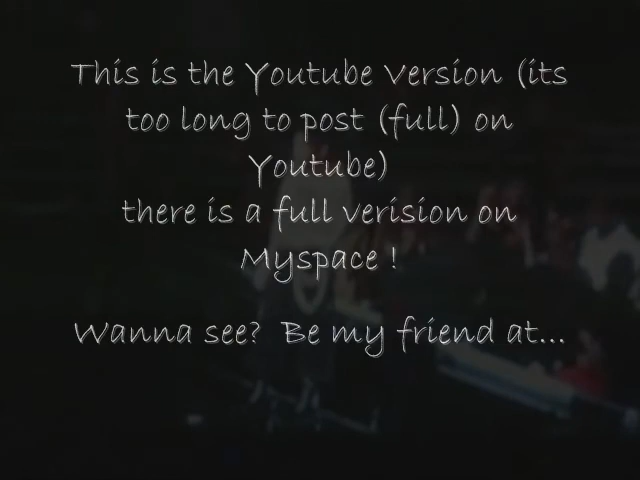 This is the Youtube Version (its
too long to post (full) on
Youtube)
there is a full verision on
Myspace !
Wanna see? Be my friend at...